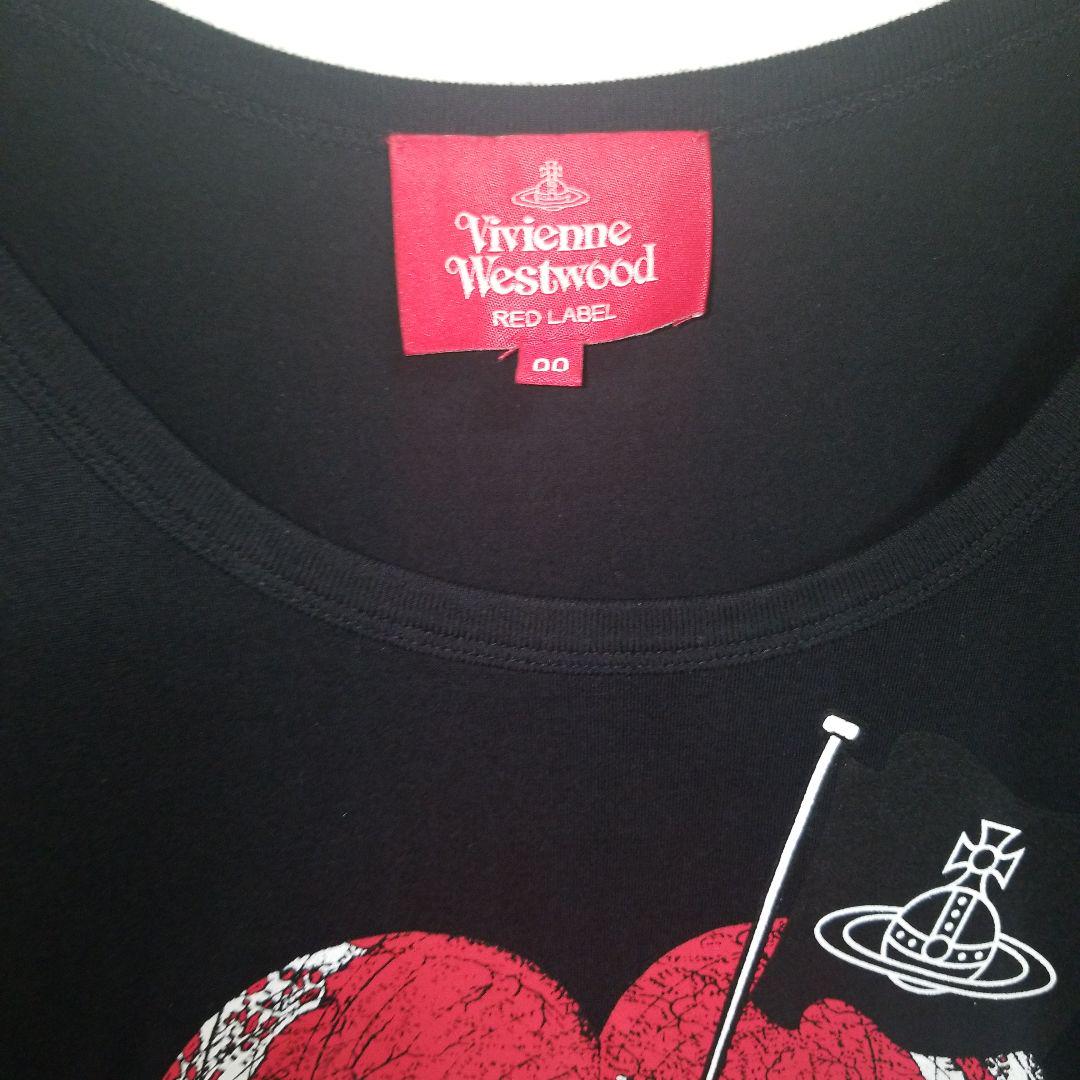 Vivienne
Westwood
RED LABEL
00